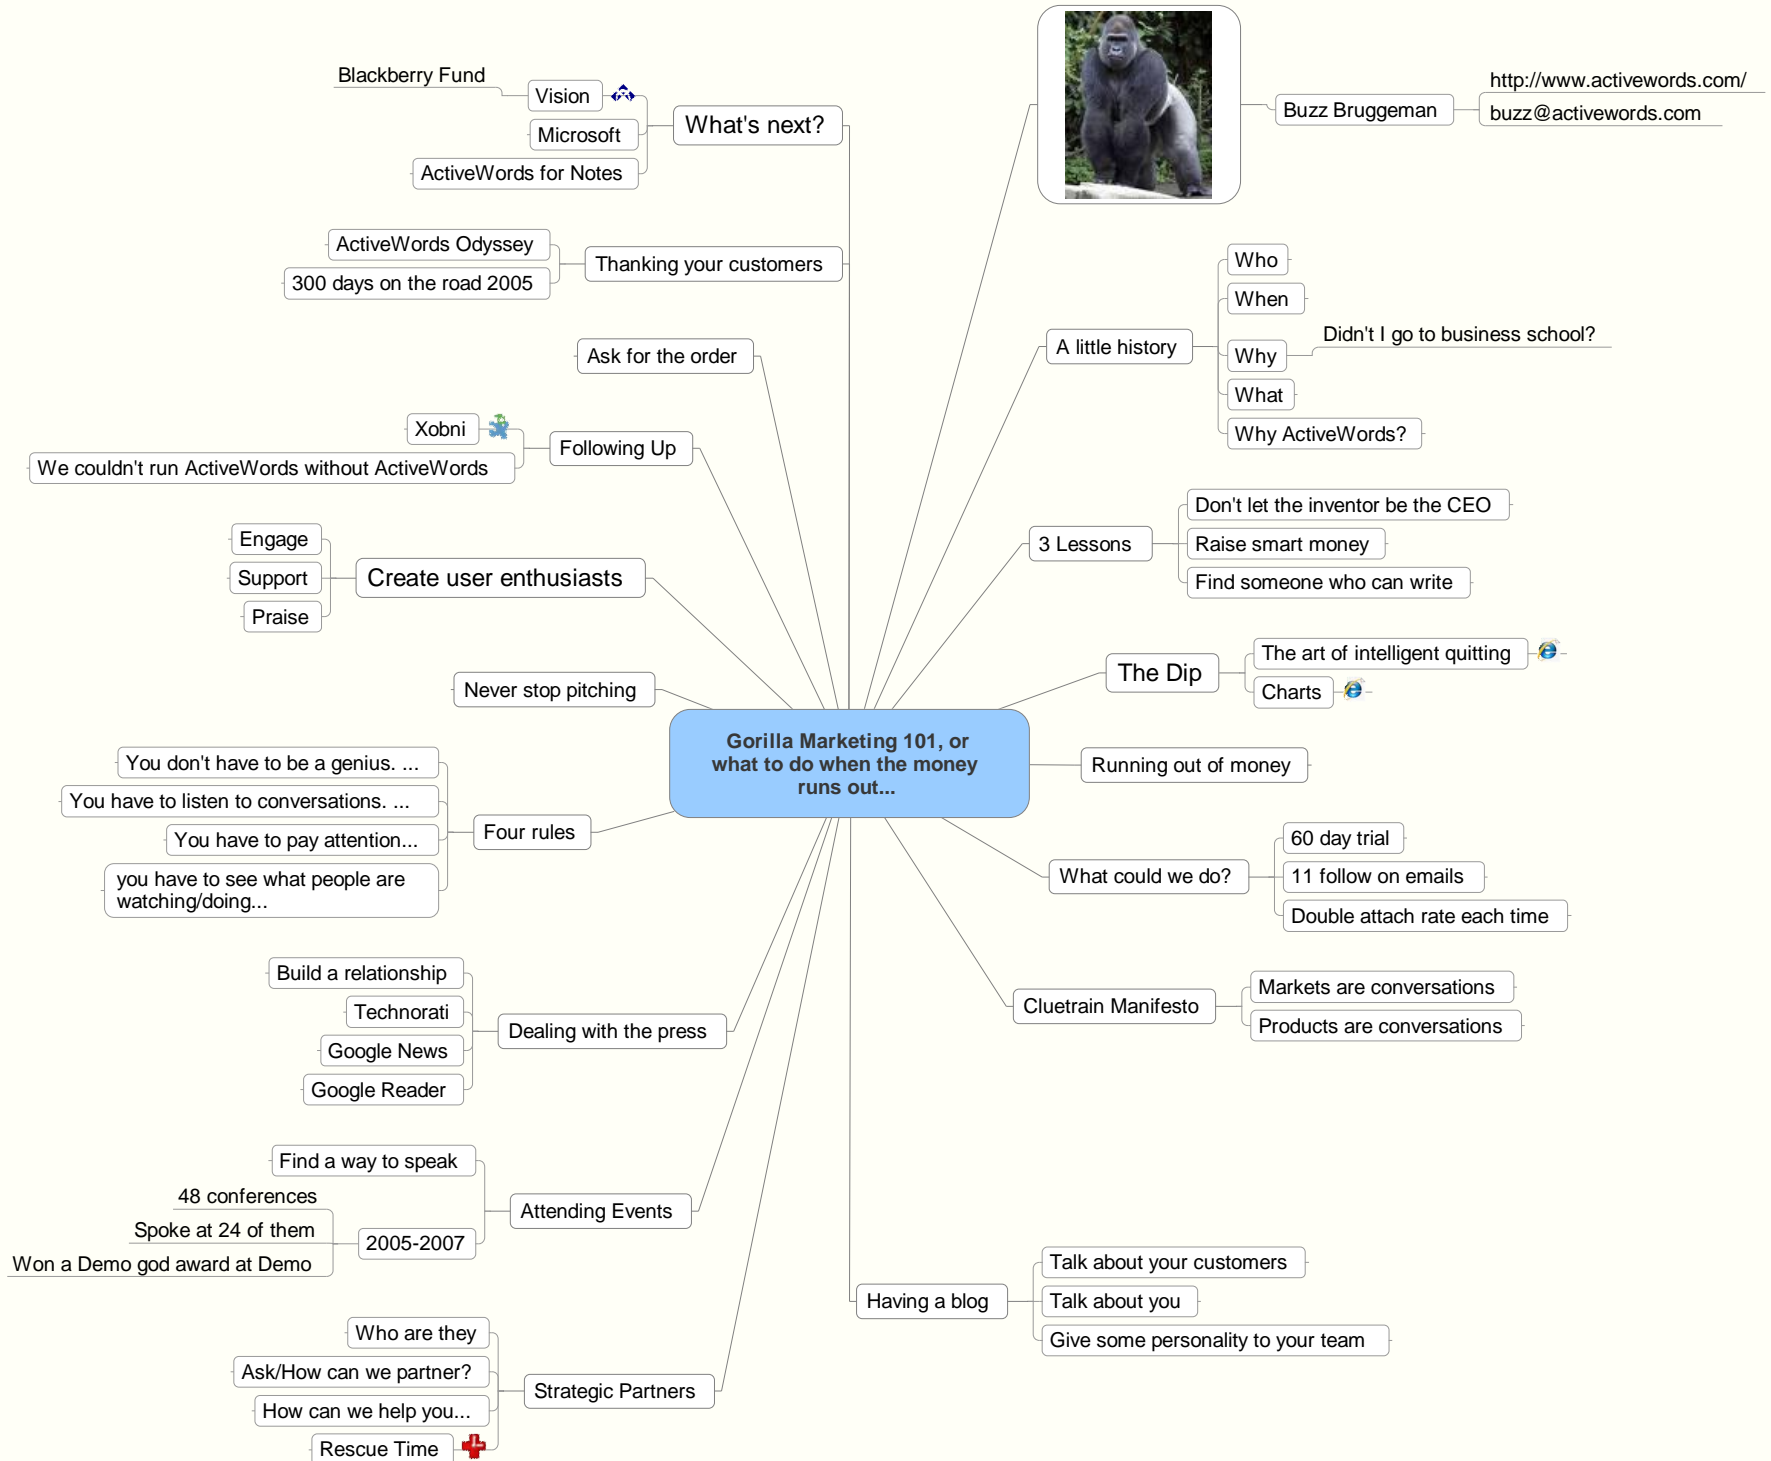 Gorilla Marketing 101, or
what to do when the money
runs out...
Buzz Bruggeman
http://www.activewords.com/
buzz@activewords.com
A little history
Who
When
Why
Didn't I go to business school?
What
Why ActiveWords?
3 Lessons
Don't let the inventor be the CEO
Raise smart money
Find someone who can write
The Dip
The art of intelligent quitting
Charts
Running out of money
What could we do?
60 day trial
11 follow on emails
Double attach rate each time
Cluetrain Manifesto
Markets are conversations
Products are conversations
Having a blog
Talk about your customers
Talk about you
Give some personality to your team
What's next?
Vision
Blackberry Fund
Microsoft
ActiveWords for Notes
Thanking your customers
ActiveWords Odyssey
300 days on the road 2005
Ask for the order
Following Up
Xobni
We couldn't run ActiveWords without ActiveWords
Create user enthusiasts
Engage
Support
Praise
Never stop pitching
Four rules
You don't have to be a genius. ...
You have to listen to conversations. ...
You have to pay attention...
you have to see what people are
watching/doing...
Dealing with the press
Build a relationship
Technorati
Google News
Google Reader
Attending Events
Find a way to speak
2005-2007
48 conferences
Spoke at 24 of them
Won a Demo god award at Demo
Strategic Partners
Who are they
Ask/How can we partner?
How can we help you...
Rescue Time